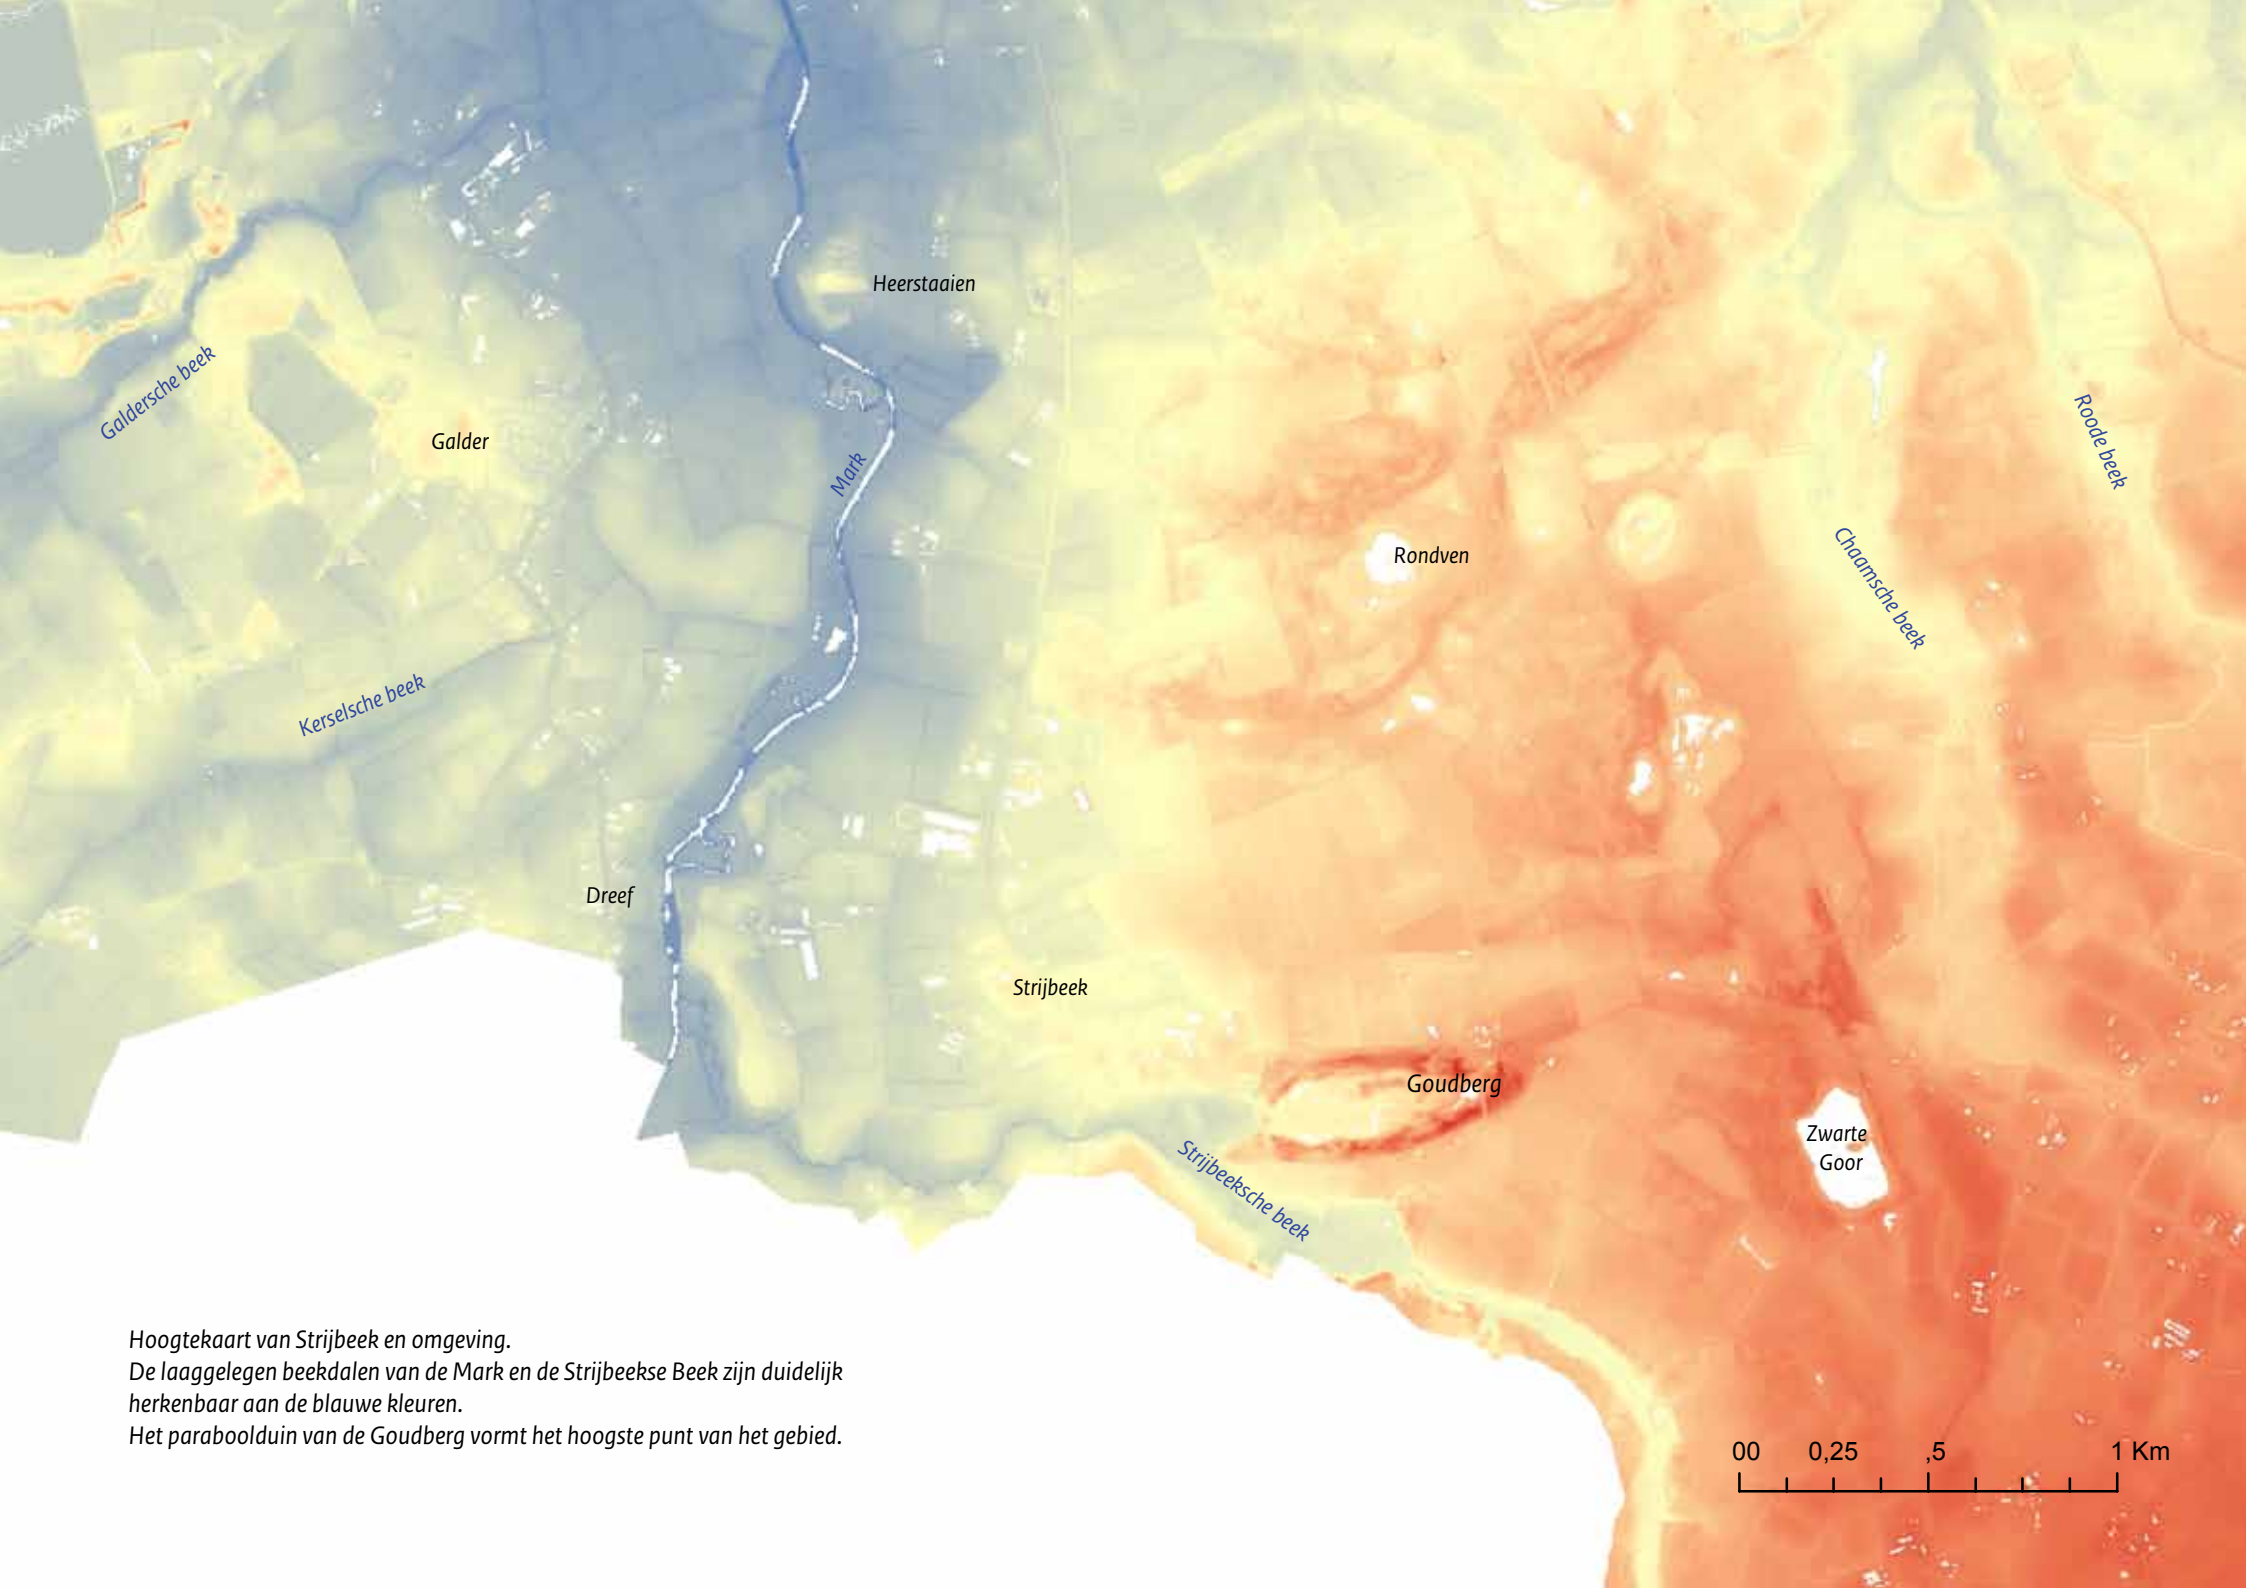 Heerstaaien
Galdersche beek
Galder
Mark
Roode beek
Rondven
Chaamsche beek
Kerselsche beek
Dreef
Strijbeek
Goudberg
Zwarte
Goor
Strijbeeksche beek
Hoogtekaart van Strijbeek en omgeving.
De laaggelegen beekdalen van de Mark en de Strijbeekse Beek zijn duidelijk
herkenbaar aan de blauwe kleuren.
Het paraboolduin van de Goudberg vormt het hoogste punt van het gebied.
00 0,25 ,5 1 Km